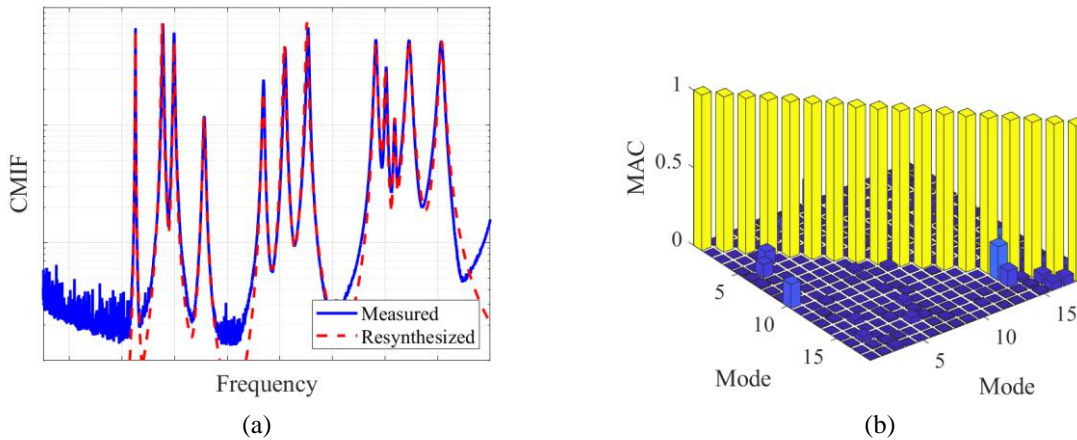 CMIF
Measured
Resynthesized
Frequency
(a)
1
0.5
0
MAC
5
10
15
Mode
5
10
15
Mode
(b)